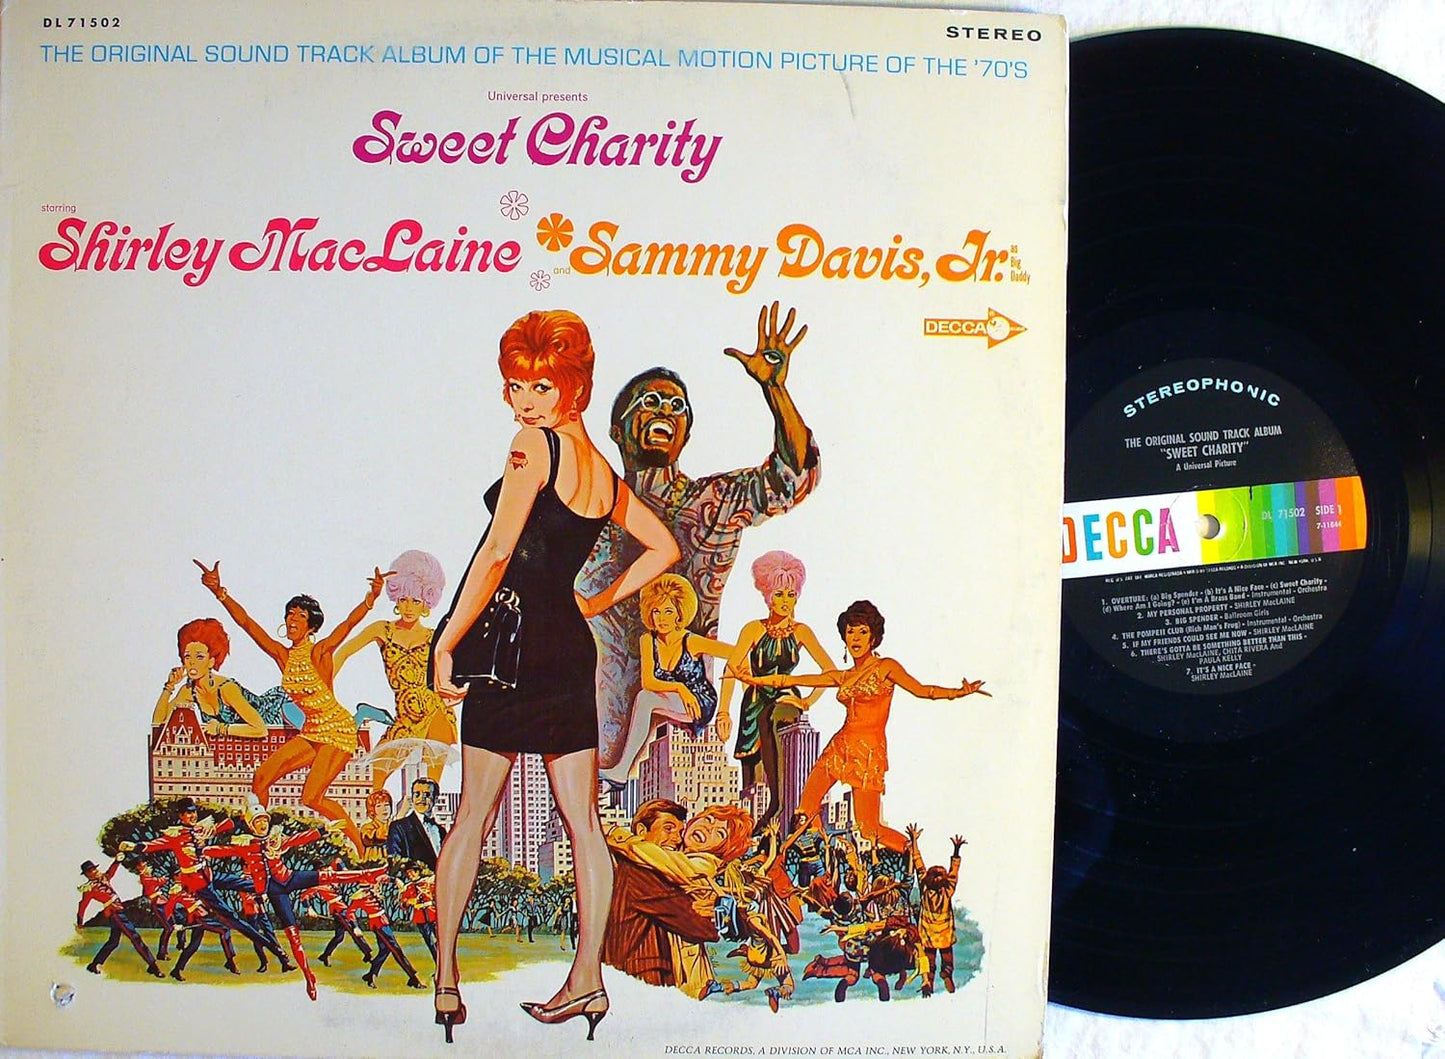 DL 71502
STEREO
THE ORIGINAL SOUND TRACK ALBUM OF THE MUSICAL MOTION PICTURE OF THE '70'S
Universal presents
Sweet Charity
starring
Shirley MacLaine
and
Sammy Davis, Jr.
as
Big
Daddy
DECCA
DECCA RECORDS, A DIVISION OF MCA INC., NEW YORK, N.Y., U.S.A.
STEREOPHONIC
THE ORIGINAL SOUND TRACK ALBUM
"SWEET CHARITY"
A Universal Picture
DECCA
DL 71502 SIDE 1
7-11844
1. OVERTURE: (a) Big Spender - (b) It's A Nice Face - (c) Sweet Charity -
(d) Where Am I Going? - (e) I'm A Brass Band - Instrumental - Orchestra
2. MY PERSONAL PROPERTY - SHIRLEY MacLAINE
3. BIG SPENDER - Ballroom Girls
4. THE POMPEII CLUB (Rich Man's Frug) - Instrumental - Orchestra
5. IF MY FRIENDS COULD SEE ME NOW - SHIRLEY MacLAINE
6. THERE'S GOTTA BE SOMETHING BETTER THAN THIS -
SHIRLEY MacLAINE, CHITA RIVERA And
PAULA KELLY
7. IT'S A NICE FACE -
SHIRLEY MacLAINE